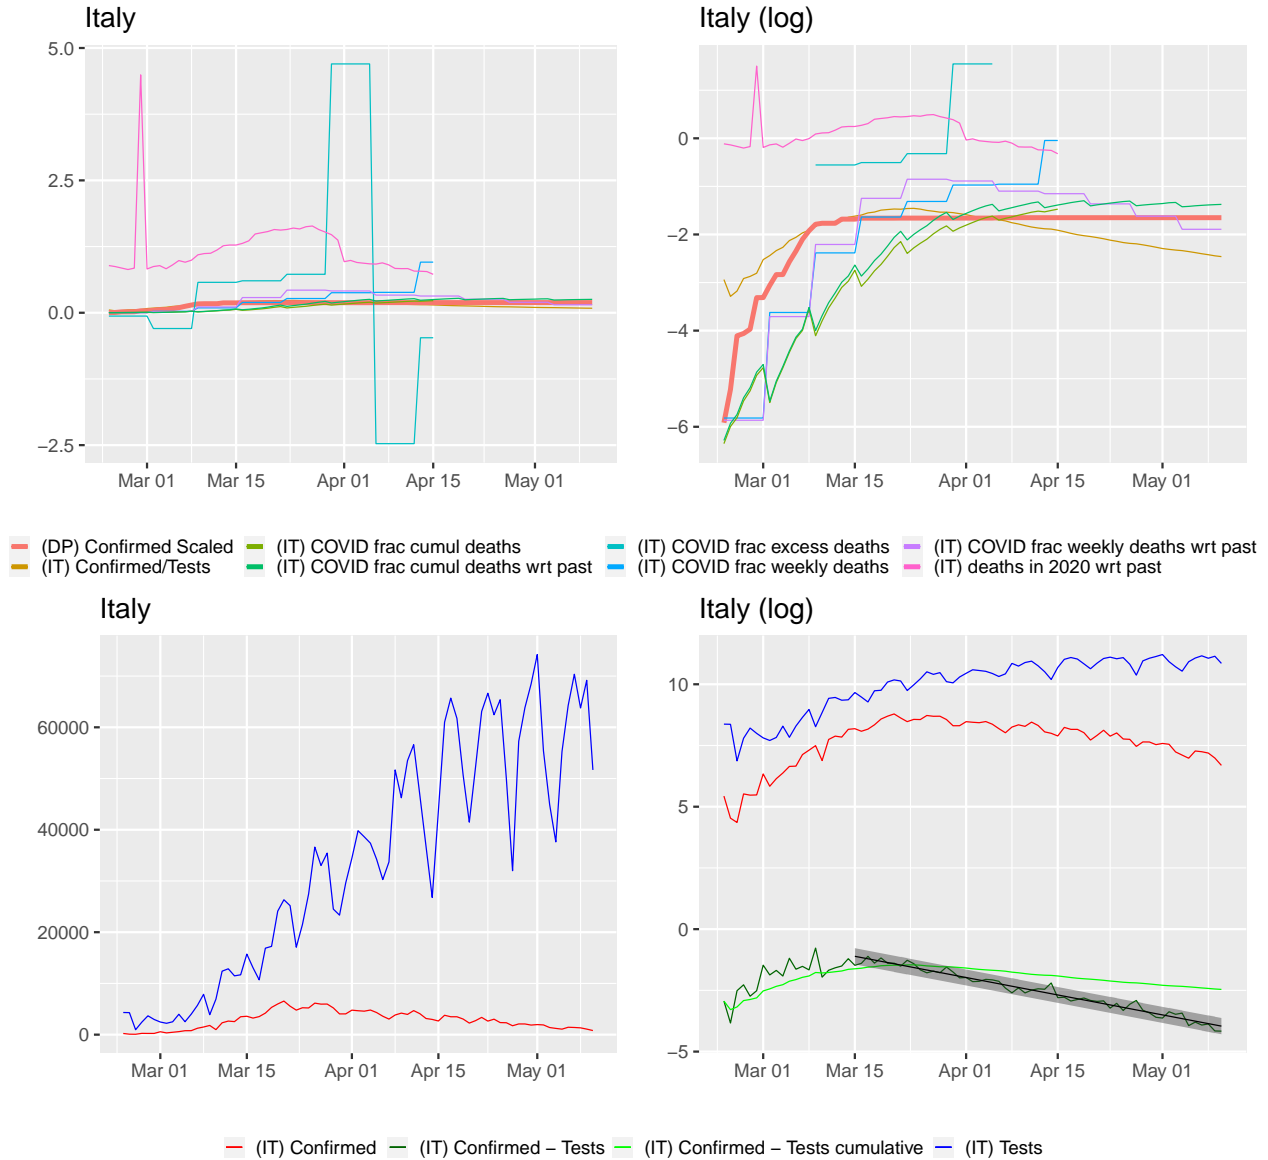 Italy
Italy (log)
5.0
2.5
0.0
−2.5
Mar 01 Mar 15 Apr 01 Apr 15 May 01
0
−2
−4
−6
Mar 01 Mar 15 Apr 01 Apr 15 May 01
(DP) Confirmed Scaled (IT) COVID frac cumul deaths (IT) COVID frac excess deaths (IT) COVID frac weekly deaths wrt past
(IT) Confirmed/Tests (IT) COVID frac cumul deaths wrt past (IT) COVID frac weekly deaths (IT) deaths in 2020 wrt past
Italy
Italy (log)
60000
40000
20000
0
Mar 01 Mar 15 Apr 01 Apr 15 May 01
10
5
0
−5
Mar 01 Mar 15 Apr 01 Apr 15 May 01
(IT) Confirmed (IT) Confirmed − Tests (IT) Confirmed − Tests cumulative (IT) Tests